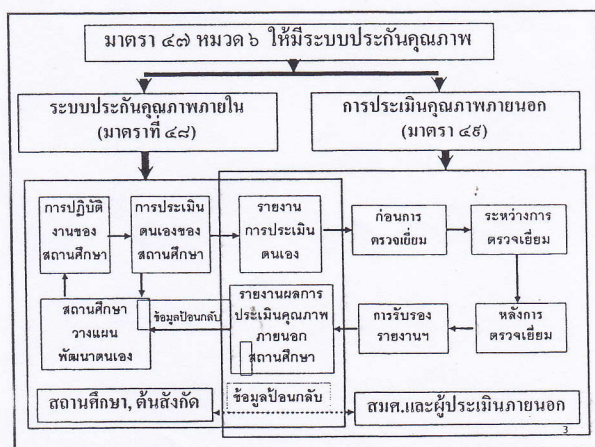 มาตรา ๔๗ หมวด ๖ ให้มีระบบประกันคุณภาพ
ระบบประกันคุณภาพภายใน
(มาตราที่ ๔๘)
การประเมินคุณภาพภายนอก
(มาตรา ๔๙)
การปฏิบัติ
งานของ
สถานศึกษา
การประเมิน
ตนเองของ
สถานศึกษา
รายงาน
การประเมิน
ตนเอง
ก่อนการ
ตรวจเยี่ยม
ระหว่างการ
ตรวจเยี่ยม
สถานศึกษา
วางแผน
พัฒนาตนเอง
ข้อมูลป้อนกลับ
รายงานผลการ
ประเมินคุณภาพ
ภายนอก
สถานศึกษา
การรับรอง
รายงานฯ
หลังการ
ตรวจเยี่ยม
สถานศึกษา, ต้นสังกัด
ข้อมูลป้อนกลับ
สมศ.และผู้ประเมินภายนอก
3